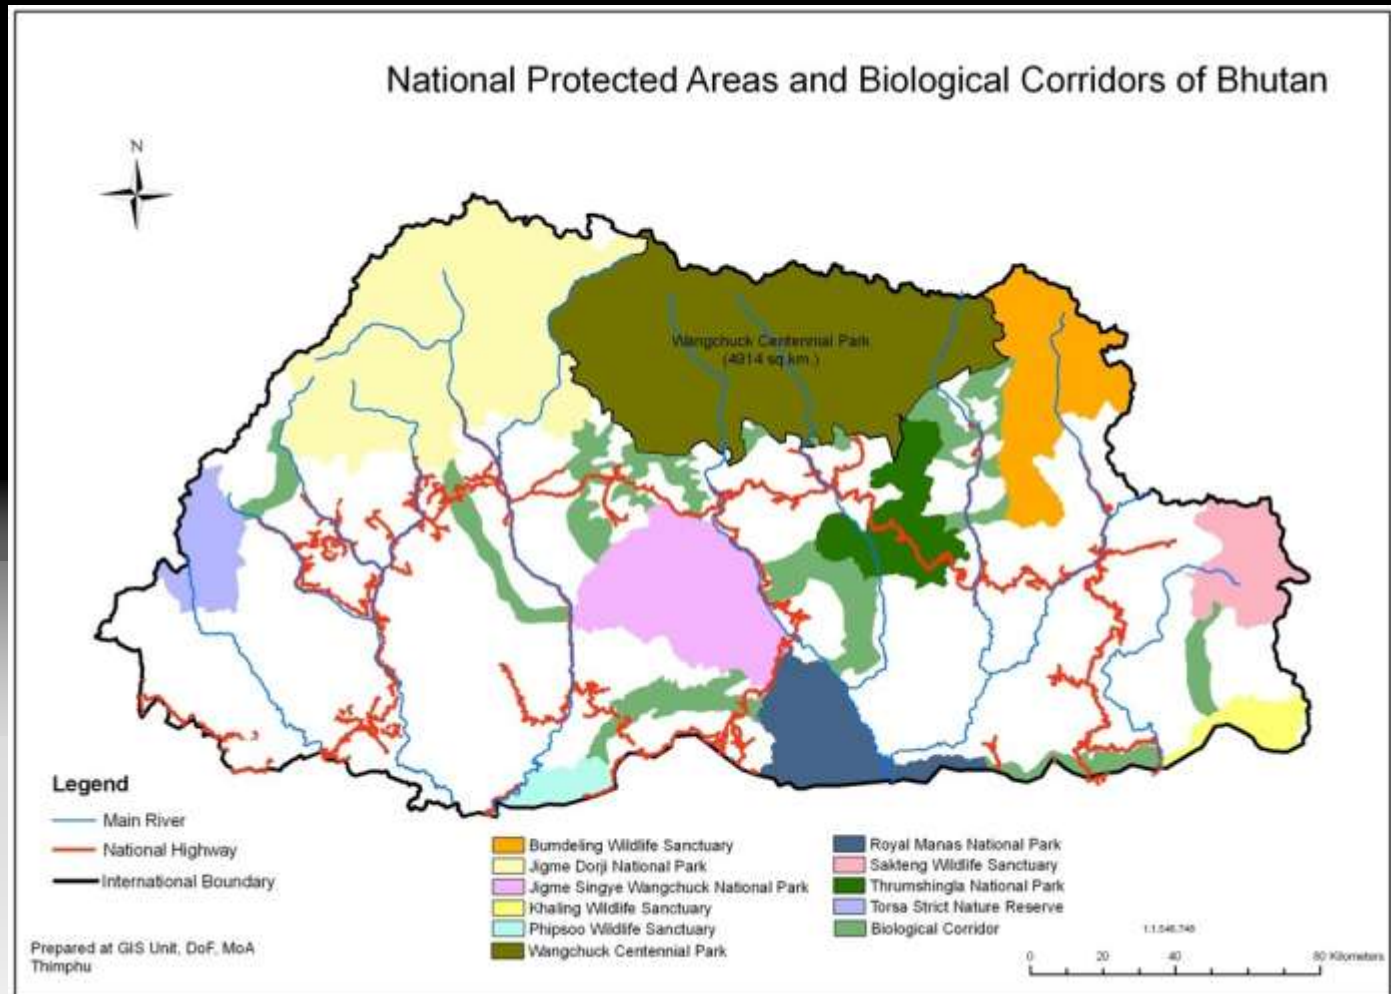 National Protected Areas and Biological Corridors of Bhutan
N
Wangchuck Centennial Park
(4914 sq.km.)
Legend
Main River
National Highway
International Boundary
Bumdeling Wildlife Sanctuary
Jigme Dorji National Park
Jigme Singye Wangchuck National Park
Khaling Wildlife Sanctuary
Phipsoo Wildlife Sanctuary
Wangchuck Centennial Park
Royal Manas National Park
Sakteng Wildlife Sanctuary
Thrumshingla National Park
Torsa Strict Nature Reserve
Biological Corridor
Prepared at GIS Unit, DoF, MoA
Thimphu
0 20 40 80 Kilometers